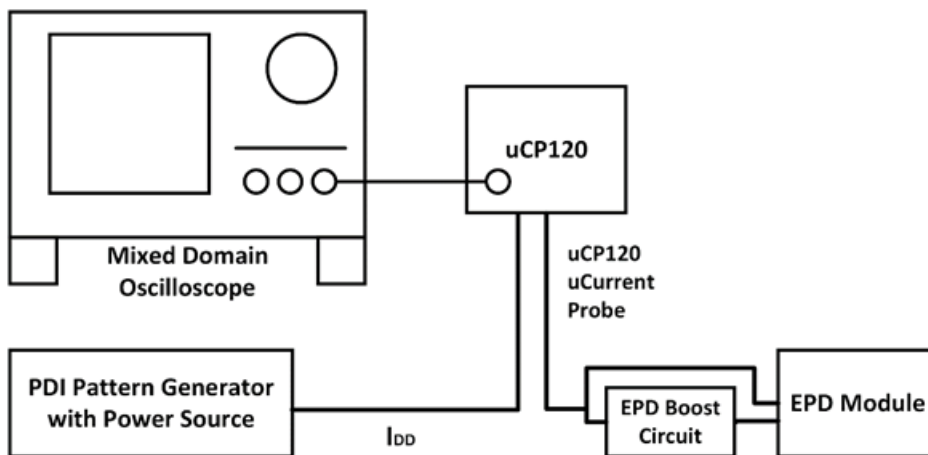 uCP120
Mixed Domain
Oscilloscope
uCP120
uCurrent
Probe
PDI Pattern Generator
with Power Source
IDD
EPD Boost
Circuit
EPD Module